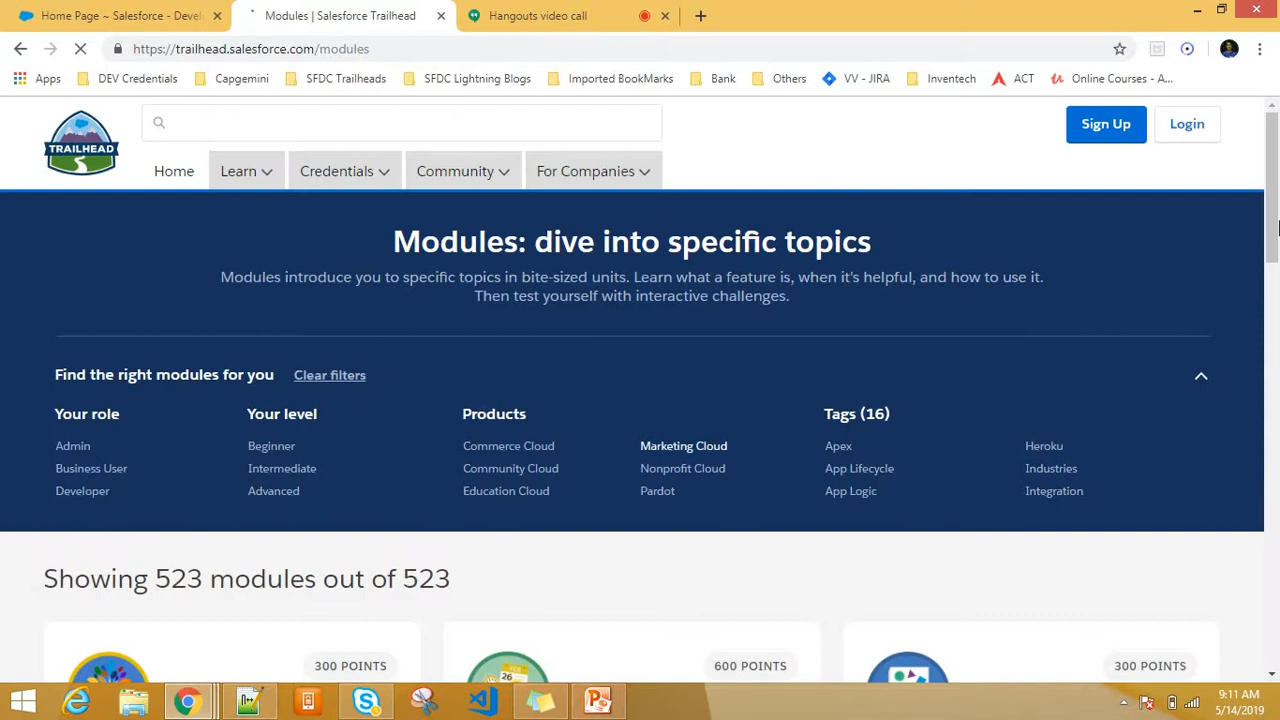 Home Page ~ Salesforce - Devel
Modules | Salesforce Trailhead
Hangouts video call
https://trailhead.salesforce.com/modules
Apps
DEV Credentials
Capgemini
SFDC Trailheads
SFDC Lightning Blogs
Imported BookMarks
Bank
Others
VV - JIRA
Inventech
ACT
Online Courses - A...
TRAILHEAD
Sign Up
Login
Home
Learn
Credentials
Community
For Companies
Modules: dive into specific topics
Modules introduce you to specific topics in bite-sized units. Learn what a feature is, when it's helpful, and how to use it.
Then test yourself with interactive challenges.
Find the right modules for you
Clear filters
Your role
Your level
Products
Tags (16)
Admin
Beginner
Commerce Cloud
Marketing Cloud
Apex
Heroku
Business User
Intermediate
Community Cloud
Nonprofit Cloud
App Lifecycle
Industries
Developer
Advanced
Education Cloud
Pardot
App Logic
Integration
Showing 523 modules out of 523
300 POINTS
600 POINTS
300 POINTS
9:11 AM
5/14/2019